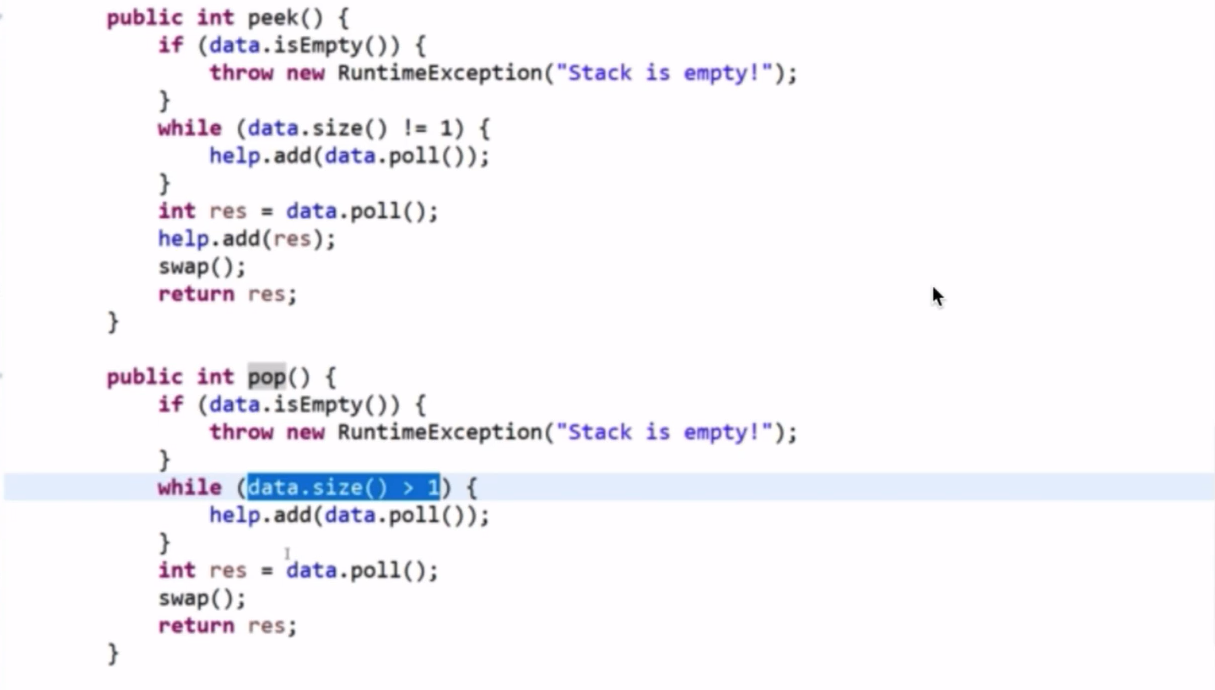 public int peek() {
if (data.isEmpty()) {
throw new RuntimeException("Stack is empty!");
}
while (data.size() != 1) {
help.add(data.poll());
}
int res = data.poll();
help.add(res);
swap();
return res;
}
public int pop() {
if (data.isEmpty()) {
throw new RuntimeException("Stack is empty!");
}
while (data.size() > 1) {
help.add(data.poll());
}
int res = data.poll();
swap();
return res;
}